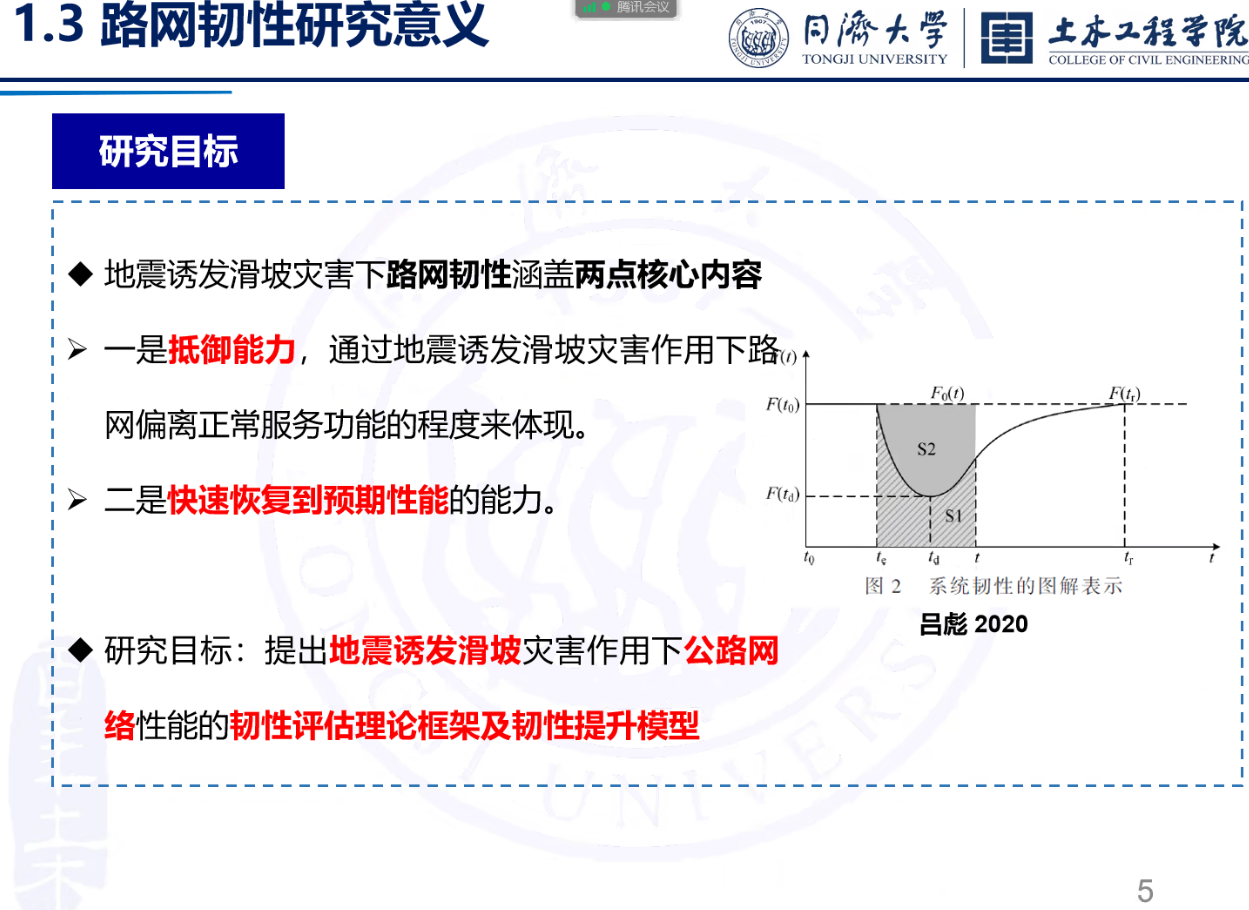 1.3 路网韧性研究意义
腾讯会议
1907
同濟大學
TONGJI UNIVERSITY
土木工程学院
COLLEGE OF CIVIL ENGINEERING
研究目标
◆ 地震诱发滑坡灾害下路网韧性涵盖两点核心内容
➢ 一是抵御能力，通过地震诱发滑坡灾害作用下路
网偏离正常服务功能的程度来体现。
➢ 二是快速恢复到预期性能的能力。
◆ 研究目标：提出地震诱发滑坡灾害作用下公路网
络性能的韧性评估理论框架及韧性提升模型
(t)
F(t₀)
F₀(t)
F(tᵣ)
S2
F(t_d)
S1
t₀
t_e
t_d
t
tᵣ
t
图 2 系统韧性的图解表示
吕彪 2020
5